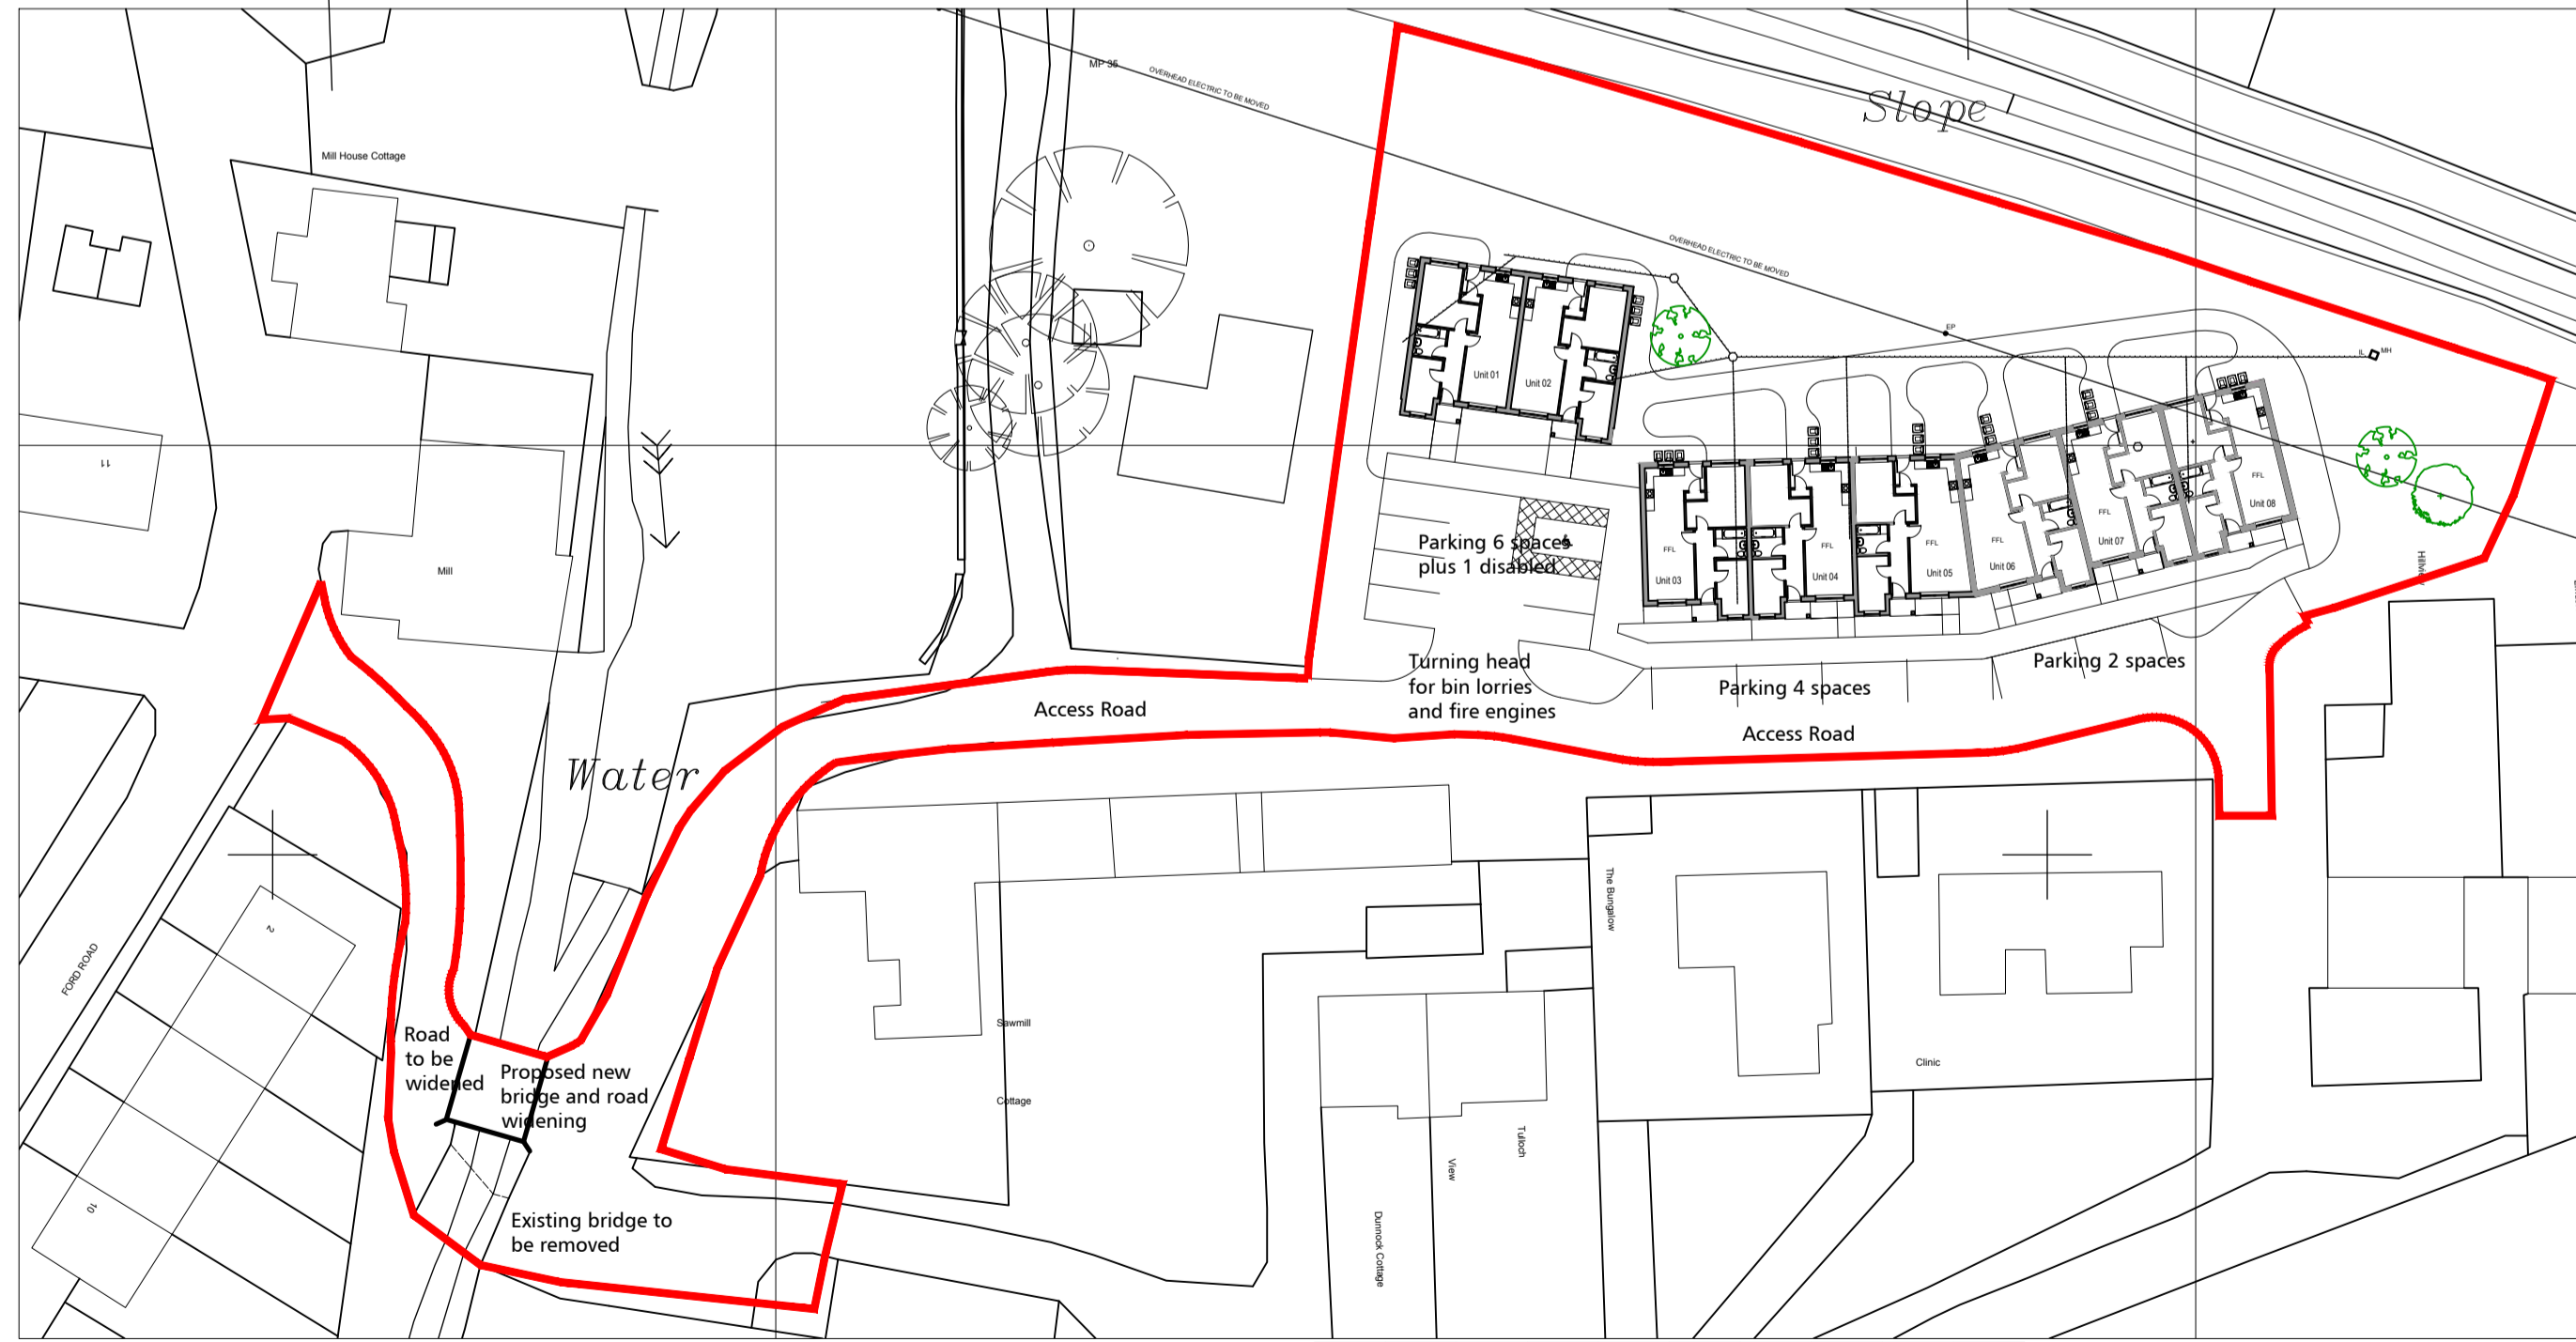 MP 35
OVERHEAD ELECTRIC TO BE MOVED
Slope
Mill House Cottage
OVERHEAD ELECTRIC TO BE MOVED
EP
IL
MH
Unit 01
Unit 02
11
Mill
FFL
Unit 03
FFL
Unit 04
FFL
Unit 05
FFL
Unit 06
FFL
Unit 07
FFL
Unit 08
Parking 6 spaces
plus 1 disabled
Turning head
for bin lorries
and fire engines
Parking 4 spaces
Parking 2 spaces
Access Road
Access Road
Water
The Bungalow
2
FORD ROAD
Road
to be
widened
Proposed new
bridge and road
widening
Sawmill
Cottage
Clinic
Tulloch
View
Dunnock Cottage
10
Existing bridge to
be removed